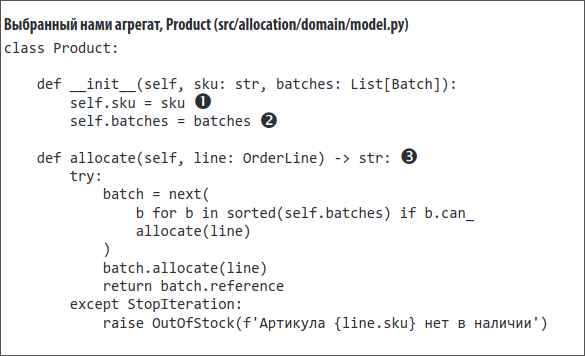 Выбранный нами агрегат, Product (src/allocation/domain/model.py)
class Product:
    def __init__(self, sku: str, batches: List[Batch]):
        self.sku = sku ❶
        self.batches = batches ❷
    def allocate(self, line: OrderLine) -> str: ❸
        try:
            batch = next(
                b for b in sorted(self.batches) if b.can_
                allocate(line)
            )
            batch.allocate(line)
            return batch.reference
        except StopIteration:
            raise OutOfStock(f'Артикула {line.sku} нет в наличии')